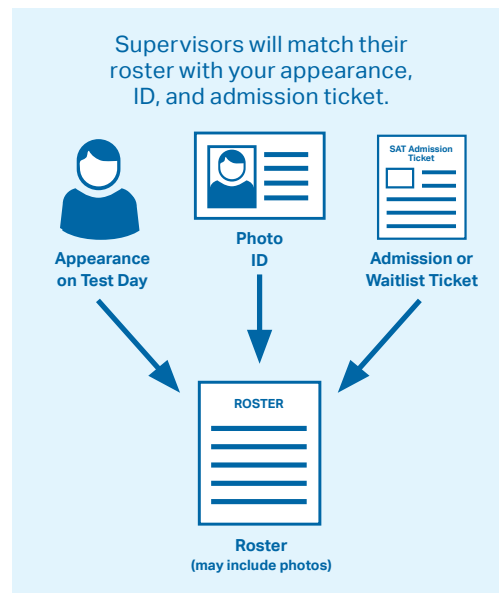 Supervisors will match their
roster with your appearance,
ID, and admission ticket.
SAT Admission
Ticket
Appearance
on Test Day
Photo
ID
Admission or
Waitlist Ticket
ROSTER
Roster
(may include photos)